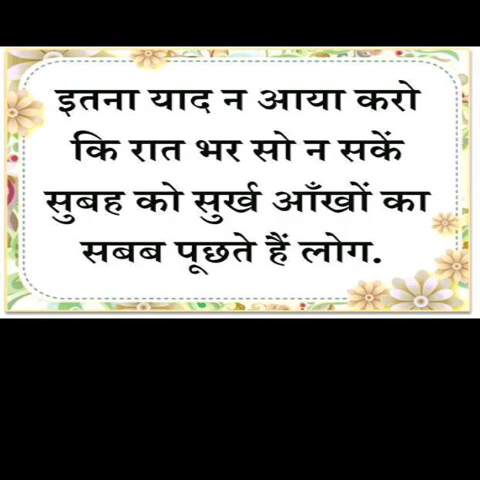 इतना याद न आया करो
कि रात भर सो न सकें
सुबह को सुर्ख आँखों का
सबब पूछते हैं लोग.